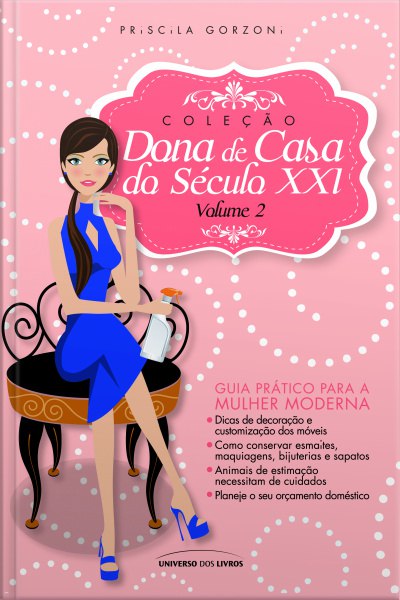 PRiSCiLA GORZONi
COLEÇÃO
Dona de Casa
do Século XXI
Volume 2
GUIA PRÁTICO PARA A
MULHER MODERNA
• Dicas de decoração e
customização dos móveis
• Como conservar esmaltes,
maquiagens, bijuterias e sapatos
• Animais de estimação
necessitam de cuidados
• Planeje o seu orçamento doméstico
UNIVERSO DOS LIVROS